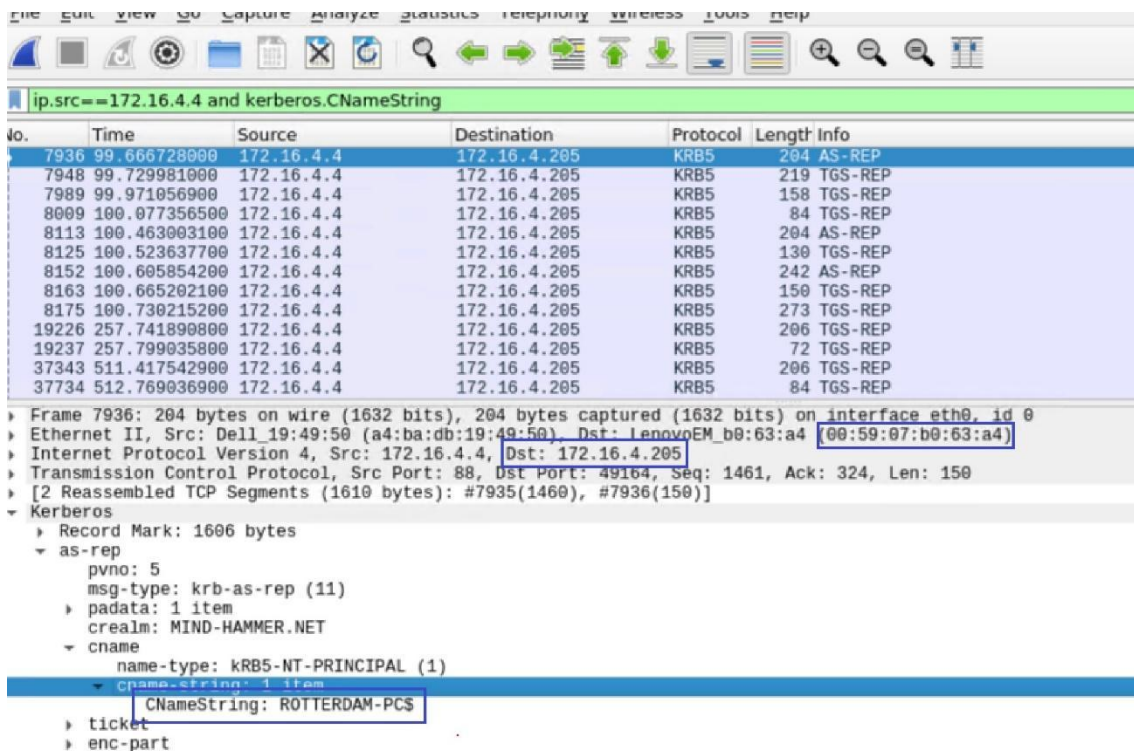 File Edit View Go Capture Analyze Statistics Telephony Wireless Tools Help
ip.src==172.16.4.4 and kerberos.CNameString
No. Time Source Destination Protocol Length Info
7936 99.666728000 172.16.4.4 172.16.4.205 KRB5 204 AS-REP
7948 99.729981000 172.16.4.4 172.16.4.205 KRB5 219 TGS-REP
7989 99.971056900 172.16.4.4 172.16.4.205 KRB5 158 TGS-REP
8009 100.077356500 172.16.4.4 172.16.4.205 KRB5 84 TGS-REP
8113 100.463003100 172.16.4.4 172.16.4.205 KRB5 204 AS-REP
8125 100.523637700 172.16.4.4 172.16.4.205 KRB5 130 TGS-REP
8152 100.605854200 172.16.4.4 172.16.4.205 KRB5 242 AS-REP
8163 100.665202100 172.16.4.4 172.16.4.205 KRB5 150 TGS-REP
8175 100.730215200 172.16.4.4 172.16.4.205 KRB5 273 TGS-REP
19226 257.741890800 172.16.4.4 172.16.4.205 KRB5 206 TGS-REP
19237 257.799035800 172.16.4.4 172.16.4.205 KRB5 72 TGS-REP
37343 511.417542900 172.16.4.4 172.16.4.205 KRB5 206 TGS-REP
37734 512.769036900 172.16.4.4 172.16.4.205 KRB5 84 TGS-REP
Frame 7936: 204 bytes on wire (1632 bits), 204 bytes captured (1632 bits) on interface eth0, id 0
Ethernet II, Src: Dell_19:49:50 (a4:ba:db:19:49:50), Dst: LenovoEM_b0:63:a4 (00:59:07:b0:63:a4)
Internet Protocol Version 4, Src: 172.16.4.4, Dst: 172.16.4.205
Transmission Control Protocol, Src Port: 88, Dst Port: 49164, Seq: 1461, Ack: 324, Len: 150
[2 Reassembled TCP Segments (1610 bytes): #7935(1460), #7936(150)]
Kerberos
Record Mark: 1606 bytes
as-rep
pvno: 5
msg-type: krb-as-rep (11)
padata: 1 item
crealm: MIND-HAMMER.NET
cname
name-type: kRB5-NT-PRINCIPAL (1)
cname-string: 1 item
CNameString: ROTTERDAM-PC$
ticket
enc-part